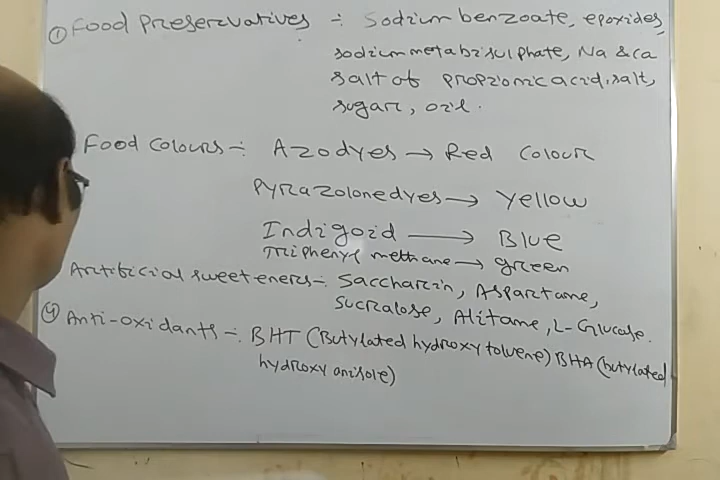 ① Food Preservatives :- Sodium benzoate, epoxides,
sodium metabisulphate, Na & Ca
salt of propionic acid, salt,
sugar, oil.
Food colours :- Azodyes → Red colour
Pyrazolonedyes → Yellow
Indigoid → Blue
Triphenyl methane → green
Artificial sweeteners :- Saccharin, Aspartame,
Sucralose, Alitame, L-Glucose.
④ Anti-oxidants :- BHT (Butylated hydroxy toluene) BHA (butylated
hydroxy anisole)